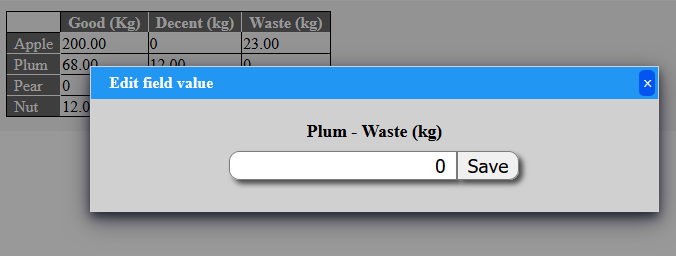 Good (Kg) Decent (kg) Waste (kg)
Apple 200.00 0 23.00
Plum 68.00 12.00 0
Pear 0
Nut 12.0
Edit field value ×
Plum - Waste (kg)
0 Save